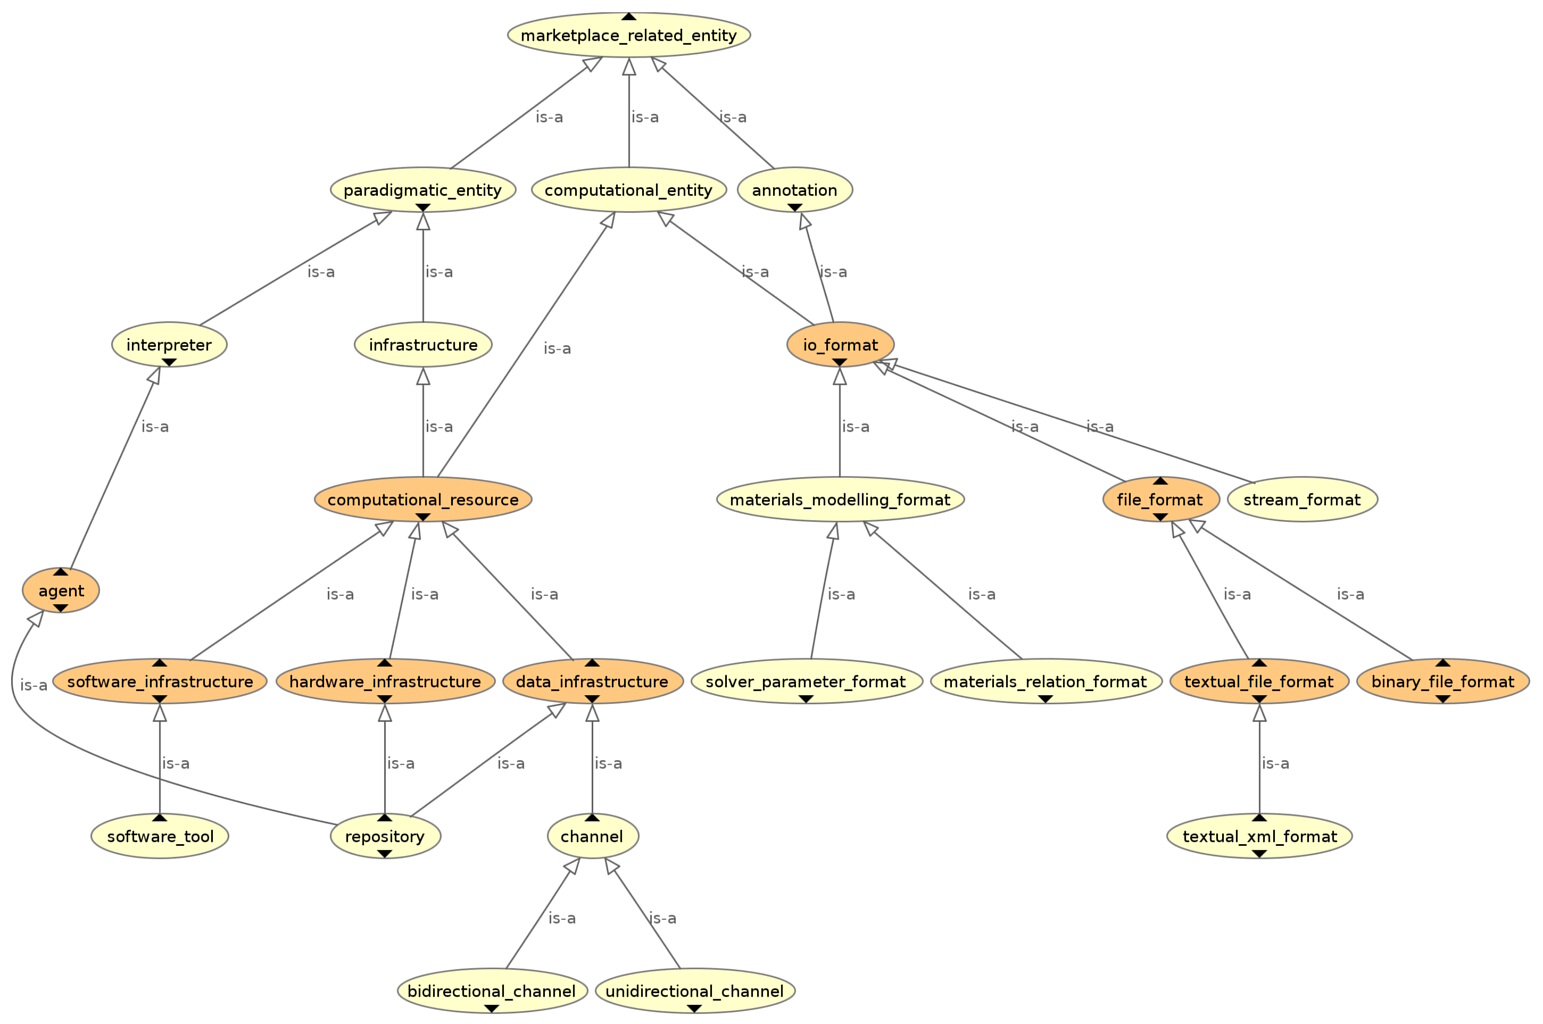 marketplace_related_entity
is-a
is-a
is-a
paradigmatic_entity
computational_entity
annotation
is-a
is-a
is-a
is-a
interpreter
infrastructure
io_format
is-a
is-a
is-a
is-a
is-a
is-a
computational_resource
materials_modelling_format
file_format
stream_format
agent
is-a
is-a
is-a
is-a
is-a
is-a
is-a
software_infrastructure
hardware_infrastructure
data_infrastructure
solver_parameter_format
materials_relation_format
textual_file_format
binary_file_format
is-a
is-a
is-a
is-a
is-a
is-a
software_tool
repository
channel
textual_xml_format
is-a
is-a
bidirectional_channel
unidirectional_channel